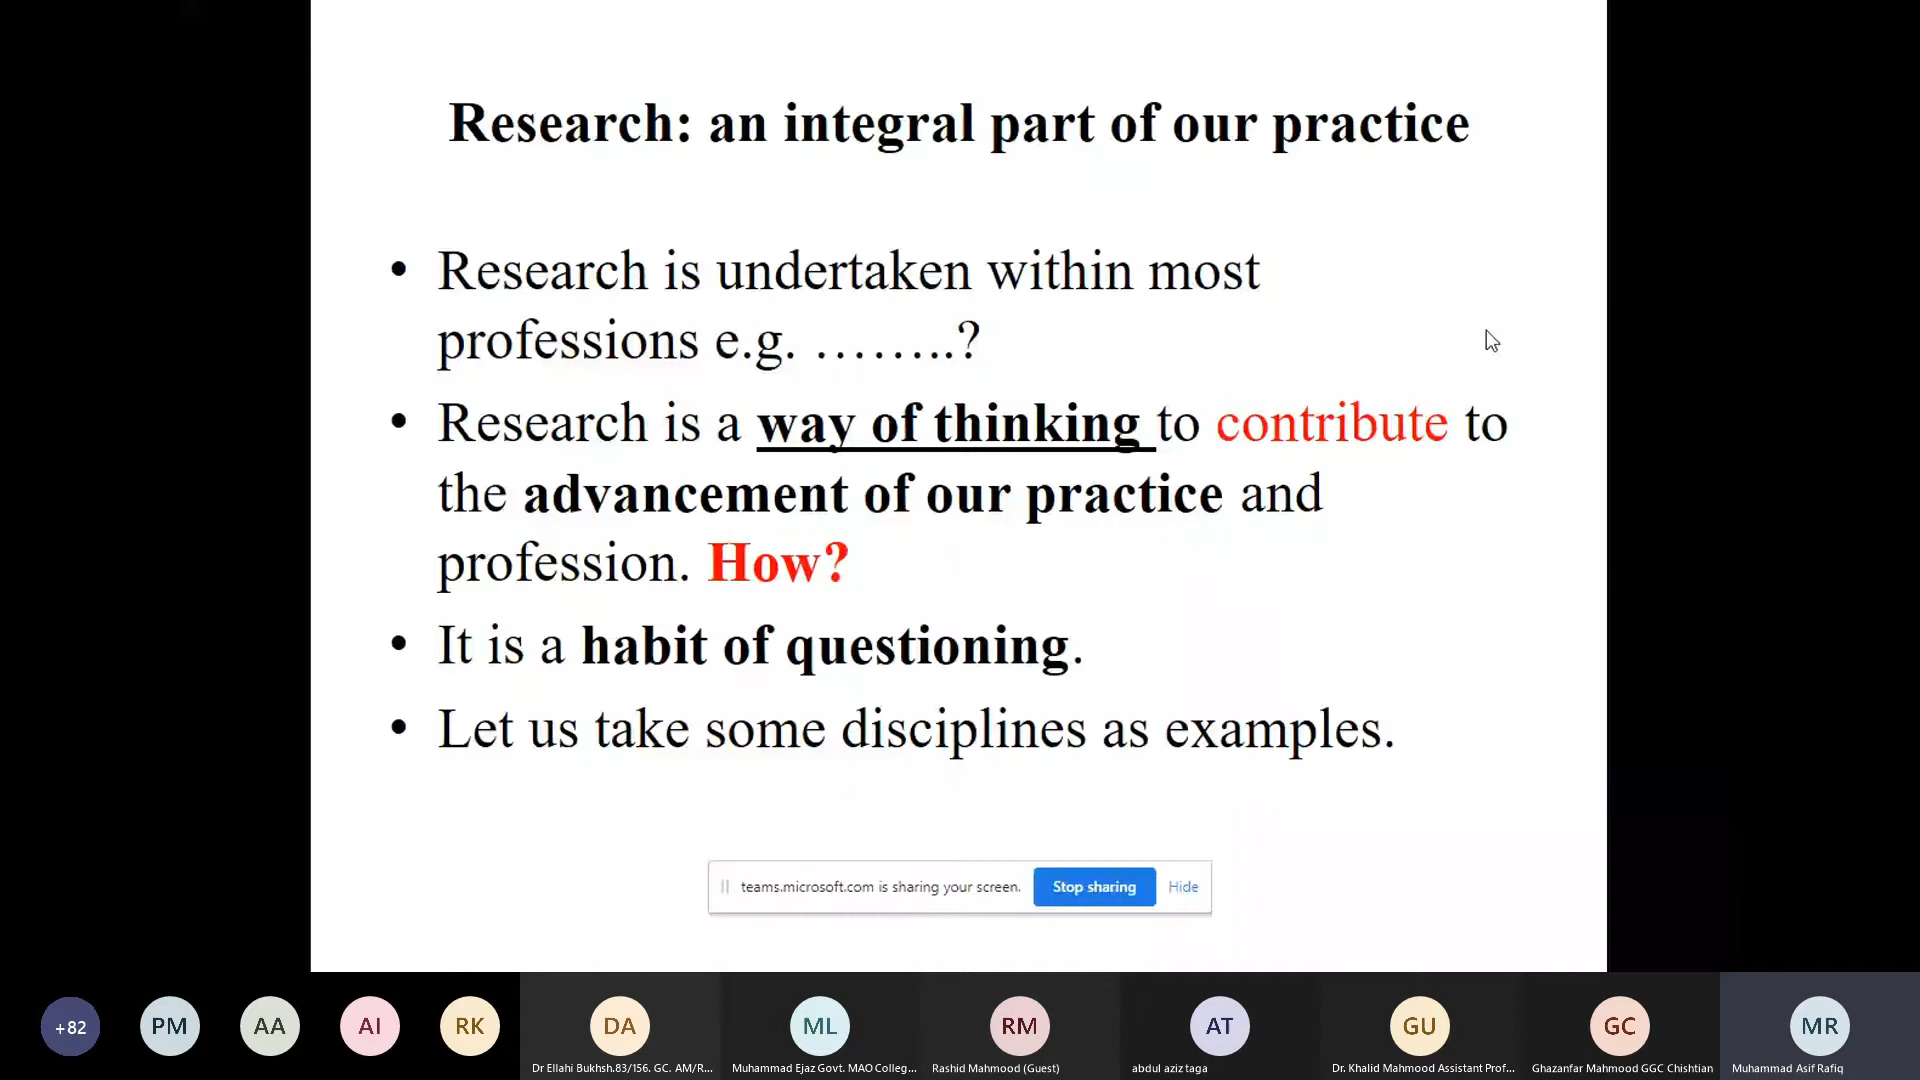 Research: an integral part of our practice
• Research is undertaken within most
professions e.g. ……..?
• Research is a way of thinking to contribute to
the advancement of our practice and
profession. How?
• It is a habit of questioning.
• Let us take some disciplines as examples.
teams.microsoft.com is sharing your screen. Stop sharing Hide
+82 PM AA AI RK DA ML RM AT GU GC MR
Dr Ellahi Bukhsh.83/156. GC. AM/R... Muhammad Ejaz Govt. MAO Colleg... Rashid Mahmood (Guest) abdul aziz taga Dr. Khalid Mahmood Assistant Prof... Ghazanfar Mahmood GGC Chishtian Muhammad Asif Rafiq